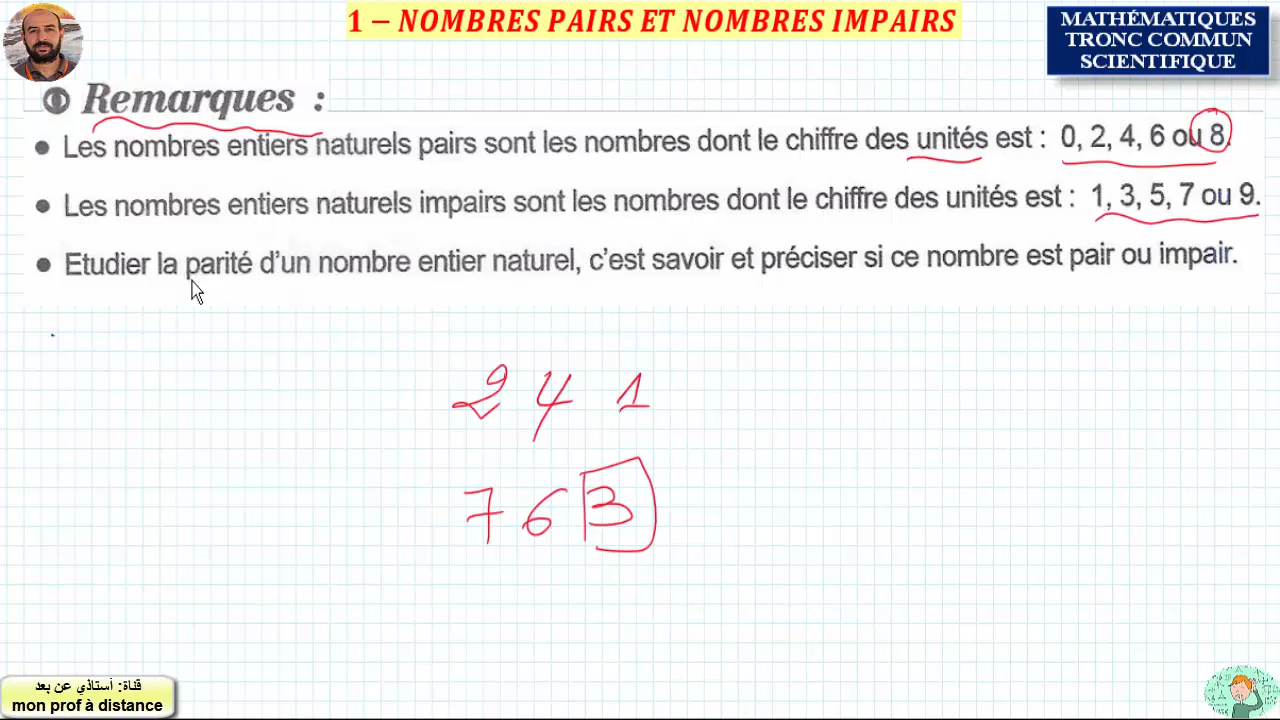 1 – NOMBRES PAIRS ET NOMBRES IMPAIRS
MATHÉMATIQUES
TRONC COMMUN
SCIENTIFIQUE
① Remarques :
• Les nombres entiers naturels pairs sont les nombres dont le chiffre des unités est : 0, 2, 4, 6 ou 8.
• Les nombres entiers naturels impairs sont les nombres dont le chiffre des unités est : 1, 3, 5, 7 ou 9.
• Etudier la parité d'un nombre entier naturel, c'est savoir et préciser si ce nombre est pair ou impair.
2 4 1
7 6 3
قناة: أستاذي عن بعد
mon prof à distance